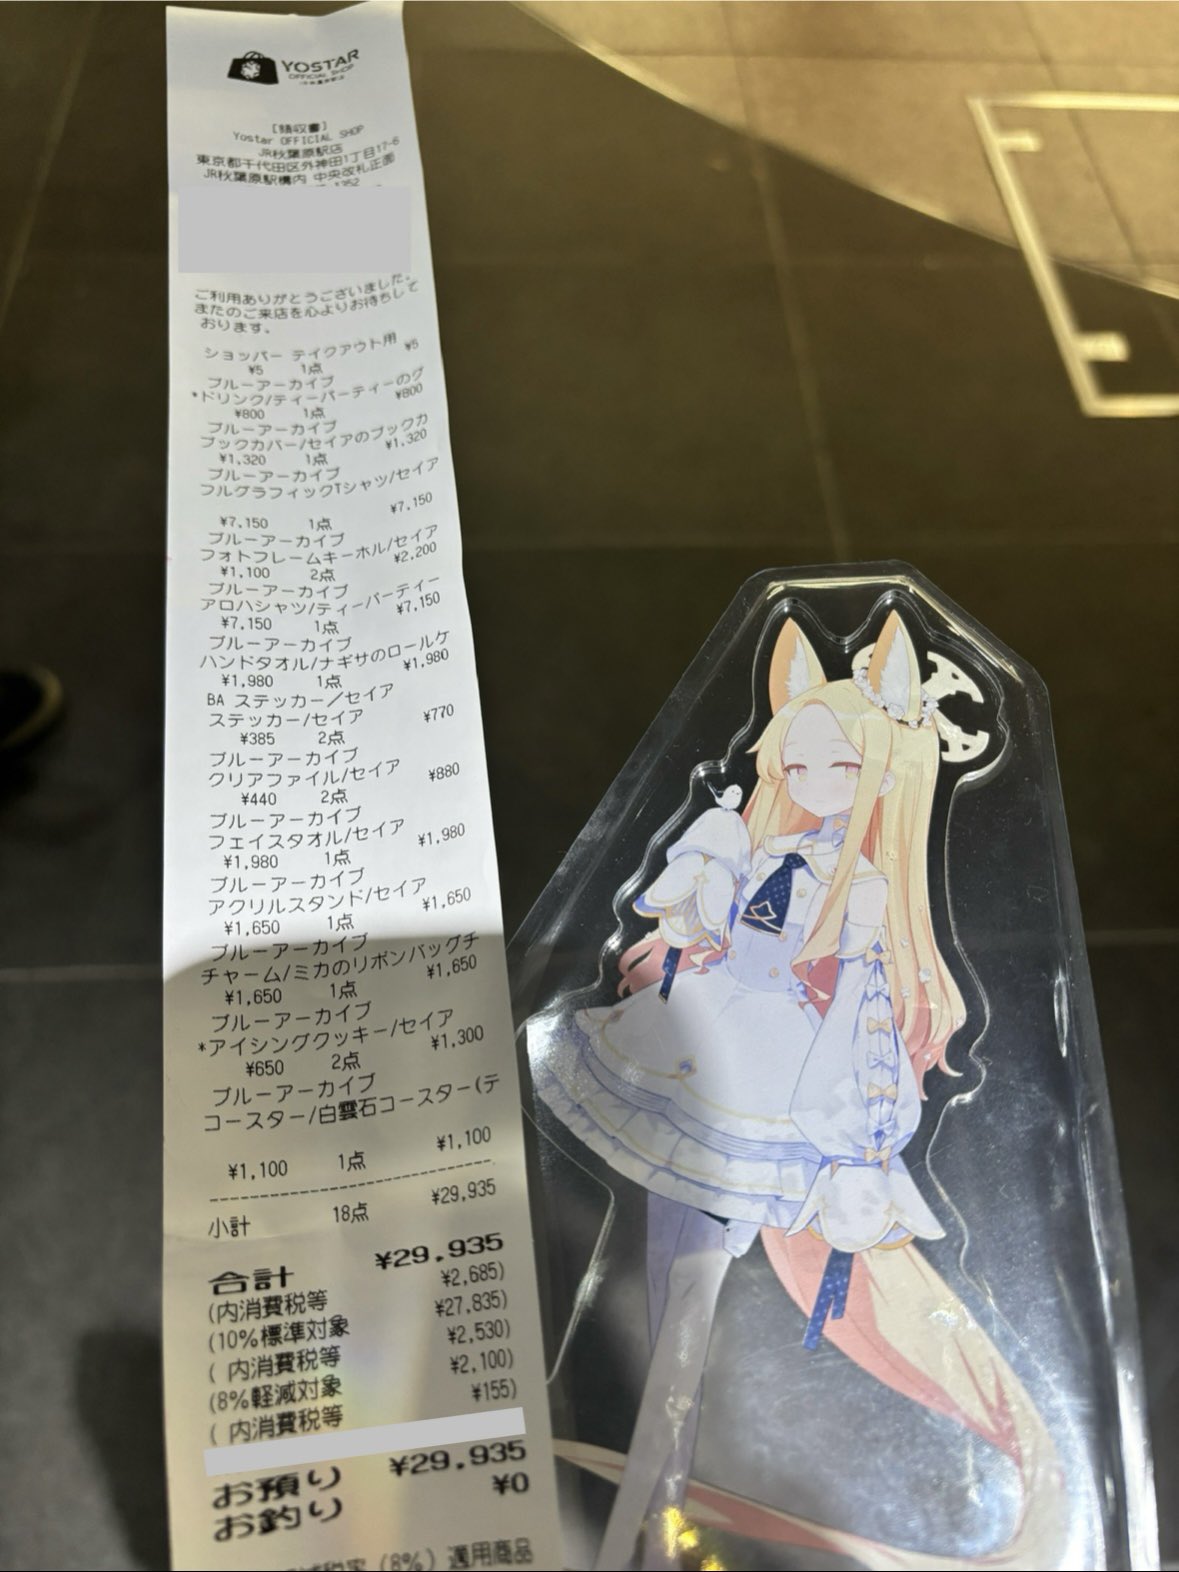 YOSTAR
OFFICIAL SHOP
[領収書]
Yostar OFFICIAL SHOP
JR秋葉原駅店
東京都千代田区外神田1丁目17-6
JR秋葉原駅構内 中央改札正面
ご利用ありがとうございました。
またのご来店を心よりお待ちして
おります。
ショッパー テイクアウト用 ¥5
¥5 1点
ブルーアーカイブ
*ドリンク/ティーパーティーのグ
¥800
¥800 1点
ブルーアーカイブ
ブックカバー/セイアのブックカ
¥1,320
¥1,320 1点
ブルーアーカイブ
フルグラフィックTシャツ/セイア
¥7,150
¥7,150 1点
ブルーアーカイブ
フォトフレームキーホル/セイア
¥2,200
¥1,100 2点
ブルーアーカイブ
アロハシャツ/ティーパーティー
¥7,150
¥7,150 1点
ブルーアーカイブ
ハンドタオル/ナギサのロールケ
¥1,980
¥1,980 1点
BA ステッカー/セイア
ステッカー/セイア ¥770
¥385 2点
ブルーアーカイブ
クリアファイル/セイア ¥880
¥440 2点
ブルーアーカイブ
フェイスタオル/セイア ¥1,980
¥1,980 1点
ブルーアーカイブ
アクリルスタンド/セイア ¥1,650
¥1,650 1点
ブルーアーカイブ
チャーム/ミカのリボンバッグチ
¥1,650
¥1,650 1点
ブルーアーカイブ
*アイシングクッキー/セイア
¥1,300
¥650 2点
ブルーアーカイブ
コースター/白雲石コースター(テ
¥1,100
¥1,100 1点
小計 18点 ¥29,935
合計 ¥29,935
(内消費税等 ¥2,685)
(10%標準対象 ¥27,835)
( 内消費税等 ¥2,530)
(8%軽減対象 ¥2,100)
( 内消費税等 ¥155)
お預り ¥29,935
お釣り ¥0
(8%) 適用商品